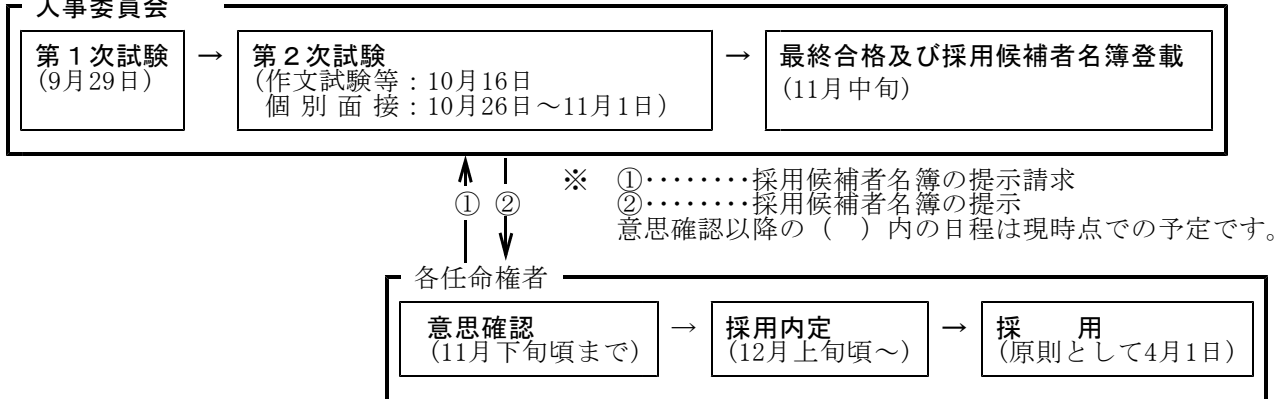 人事委員会
第１次試験 → 第２次試験 → 最終合格及び採用候補者名簿登載
(9月29日) (作文試験等：10月16日 (11月中旬)
個別面接：10月26日～11月1日)
※ ①････････採用候補者名簿の提示請求
① ② ②････････採用候補者名簿の提示
意思確認以降の（　）内の日程は現時点での予定です。
各任命権者
意思確認 → 採用内定 → 採　　用
(11月下旬頃まで) (12月上旬頃～) (原則として4月1日)